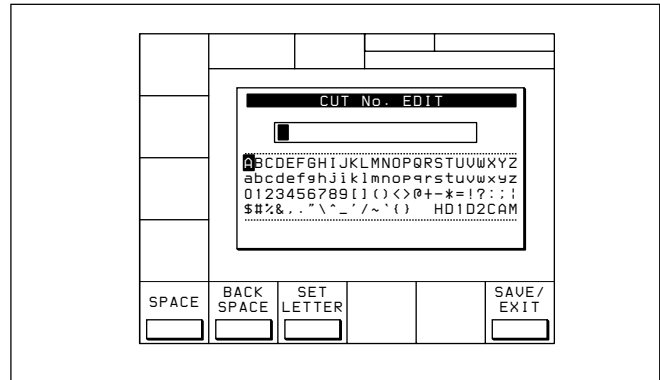 CUT No. EDIT
ABCDEFGHIJKLMNOPQRSTUVWXYZ
abcdefghijklmnopqrstuvwxyz
0123456789[]()<>@+-*=!?:;¦
$#%&,."\^_'/~`{} HD1D2CAM
SPACE
BACK SPACE
SET LETTER
SAVE/EXIT